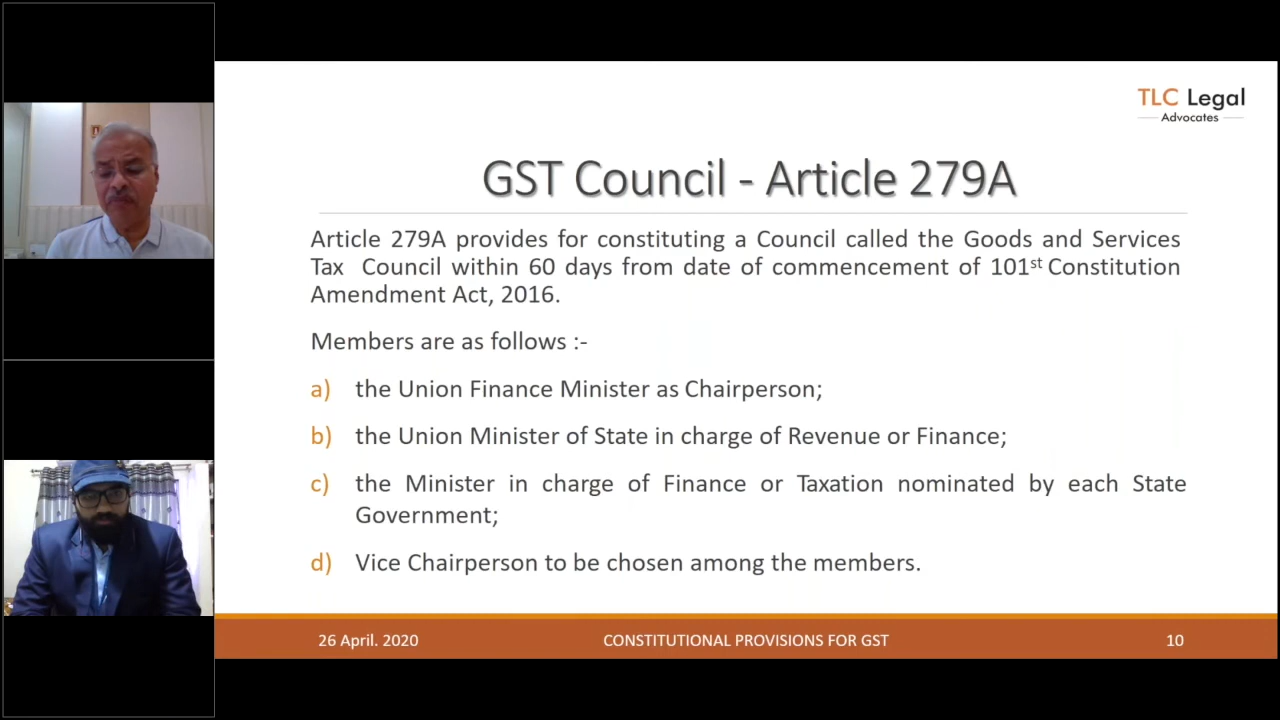 TLC Legal
Advocates
GST Council - Article 279A
Article 279A provides for constituting a Council called the Goods and Services
Tax Council within 60 days from date of commencement of 101st Constitution
Amendment Act, 2016.
Members are as follows :-
a) the Union Finance Minister as Chairperson;
b) the Union Minister of State in charge of Revenue or Finance;
c) the Minister in charge of Finance or Taxation nominated by each State
Government;
d) Vice Chairperson to be chosen among the members.
26 April. 2020 CONSTITUTIONAL PROVISIONS FOR GST 10